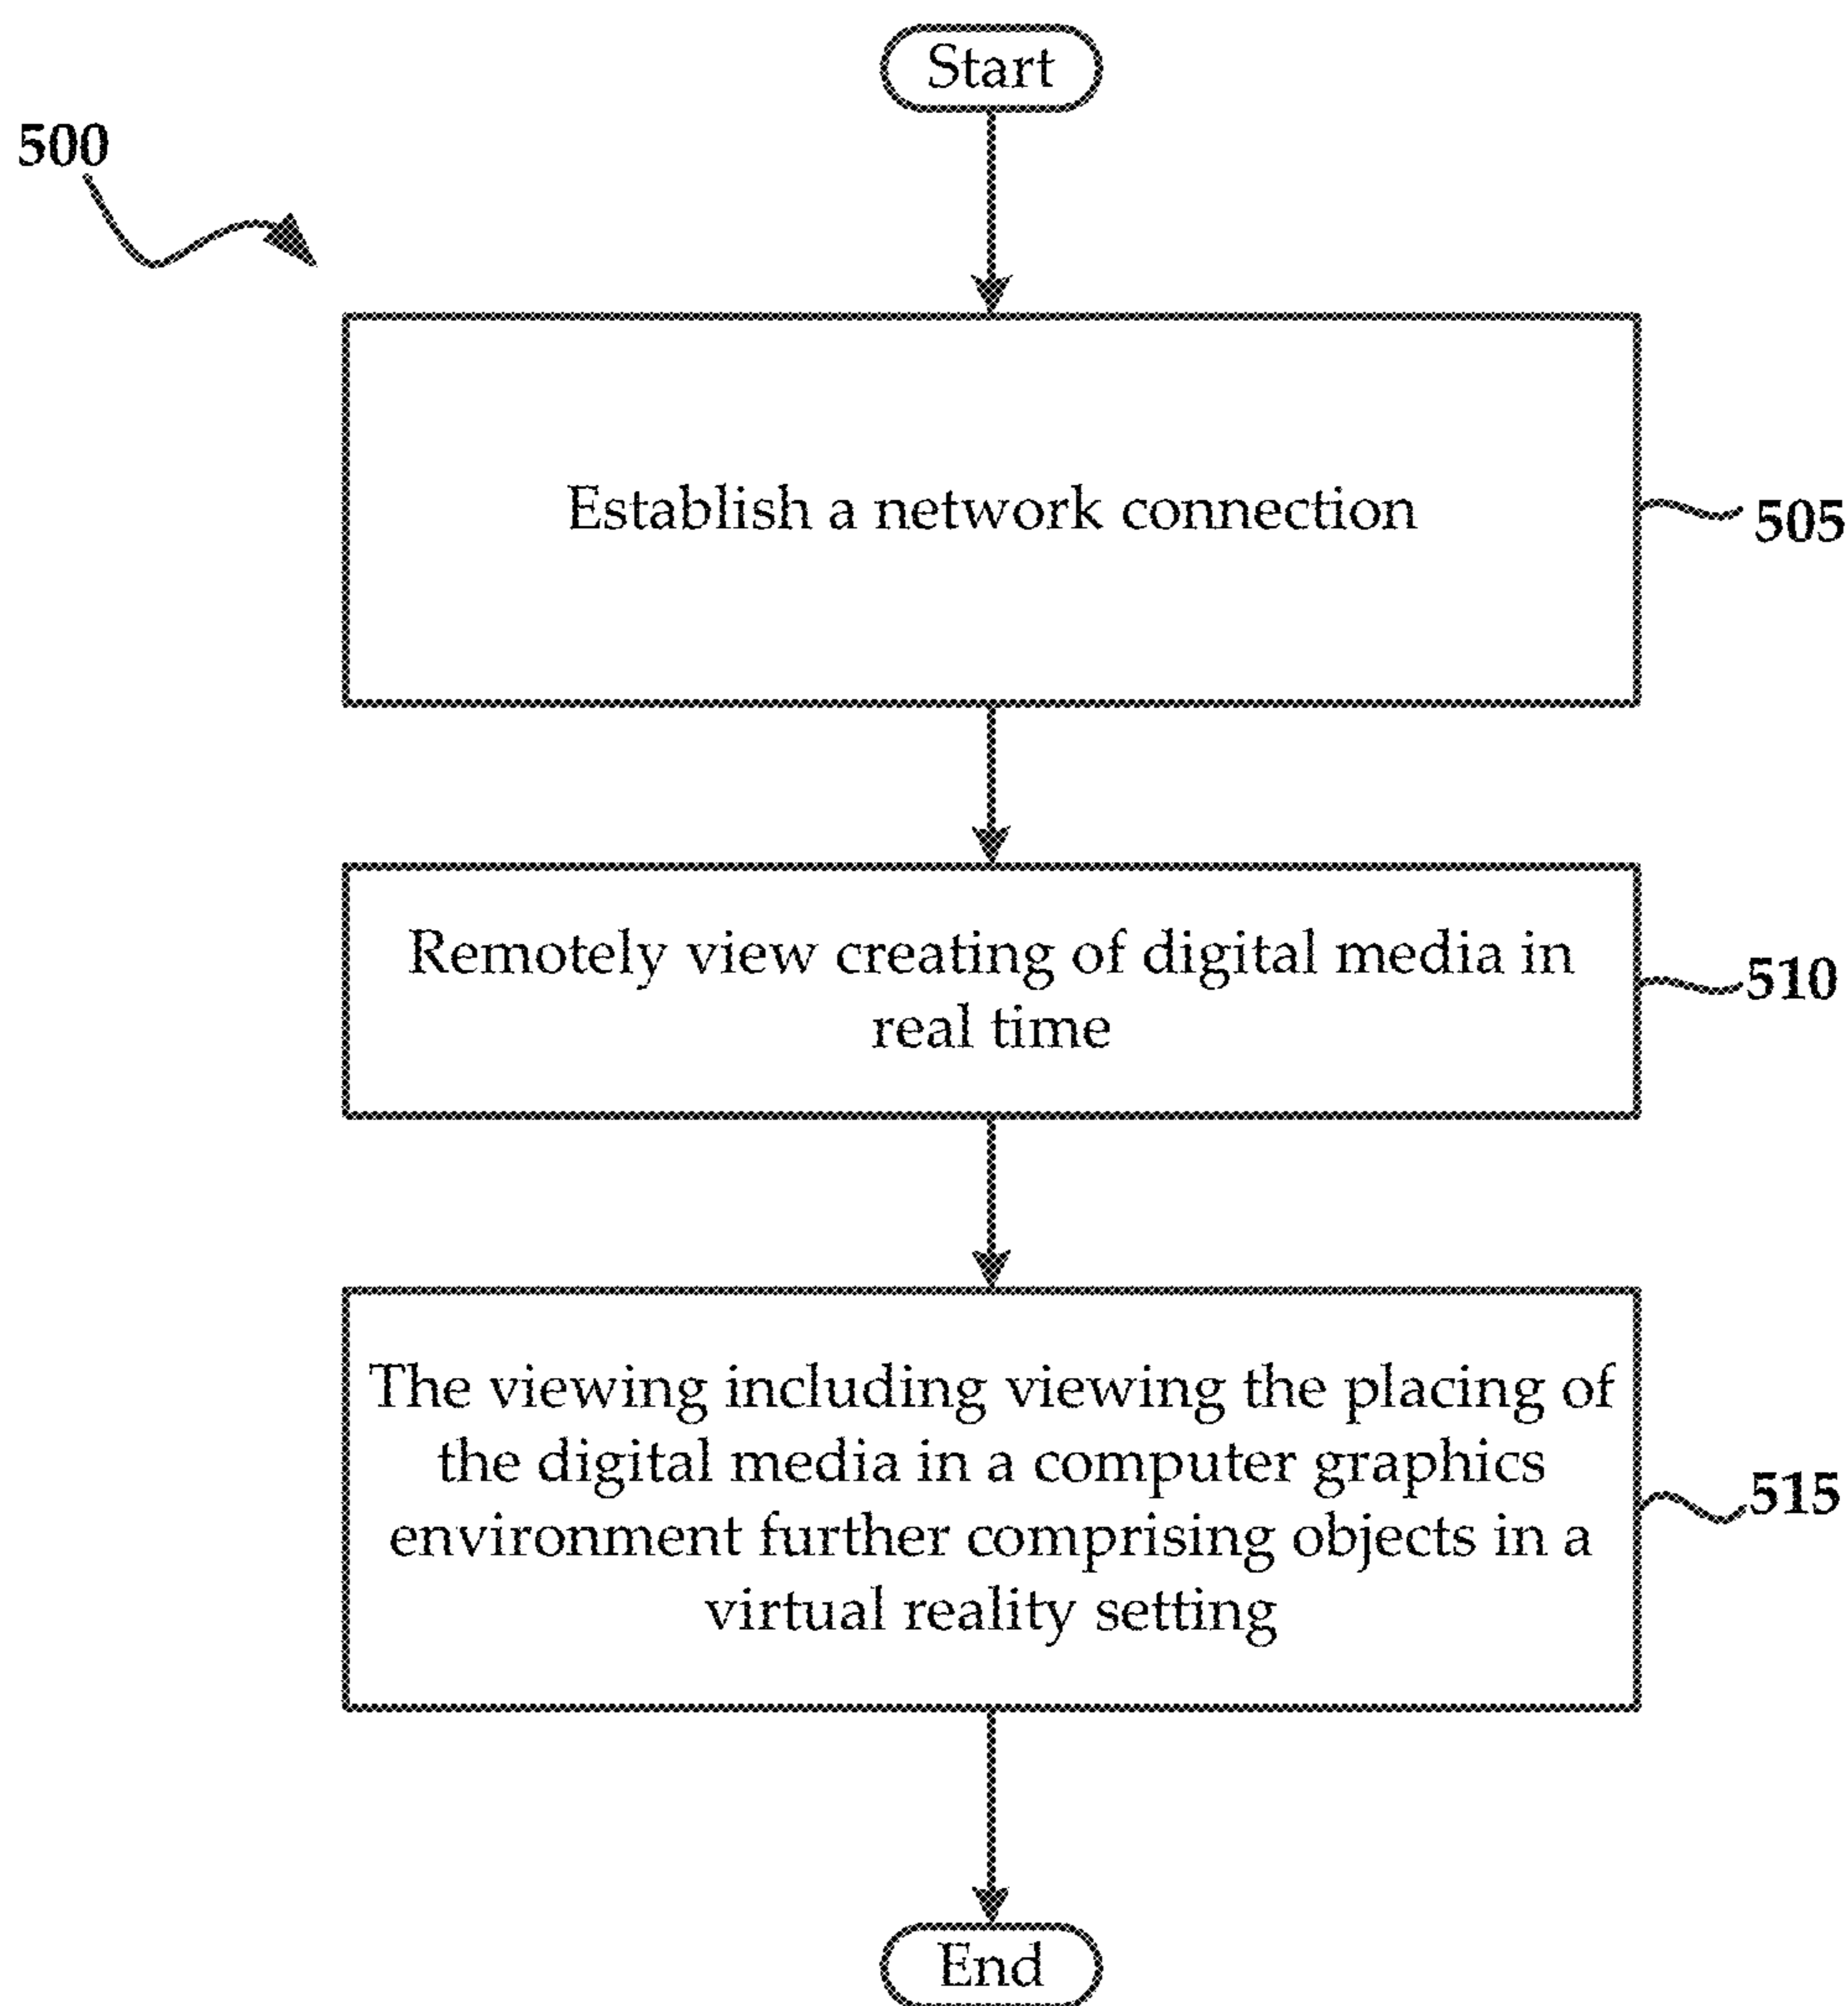 Start
500
Establish a network connection
505
Remotely view creating of digital media in
real time
510
The viewing including viewing the placing of
the digital media in a computer graphics
environment further comprising objects in a
virtual reality setting
515
End